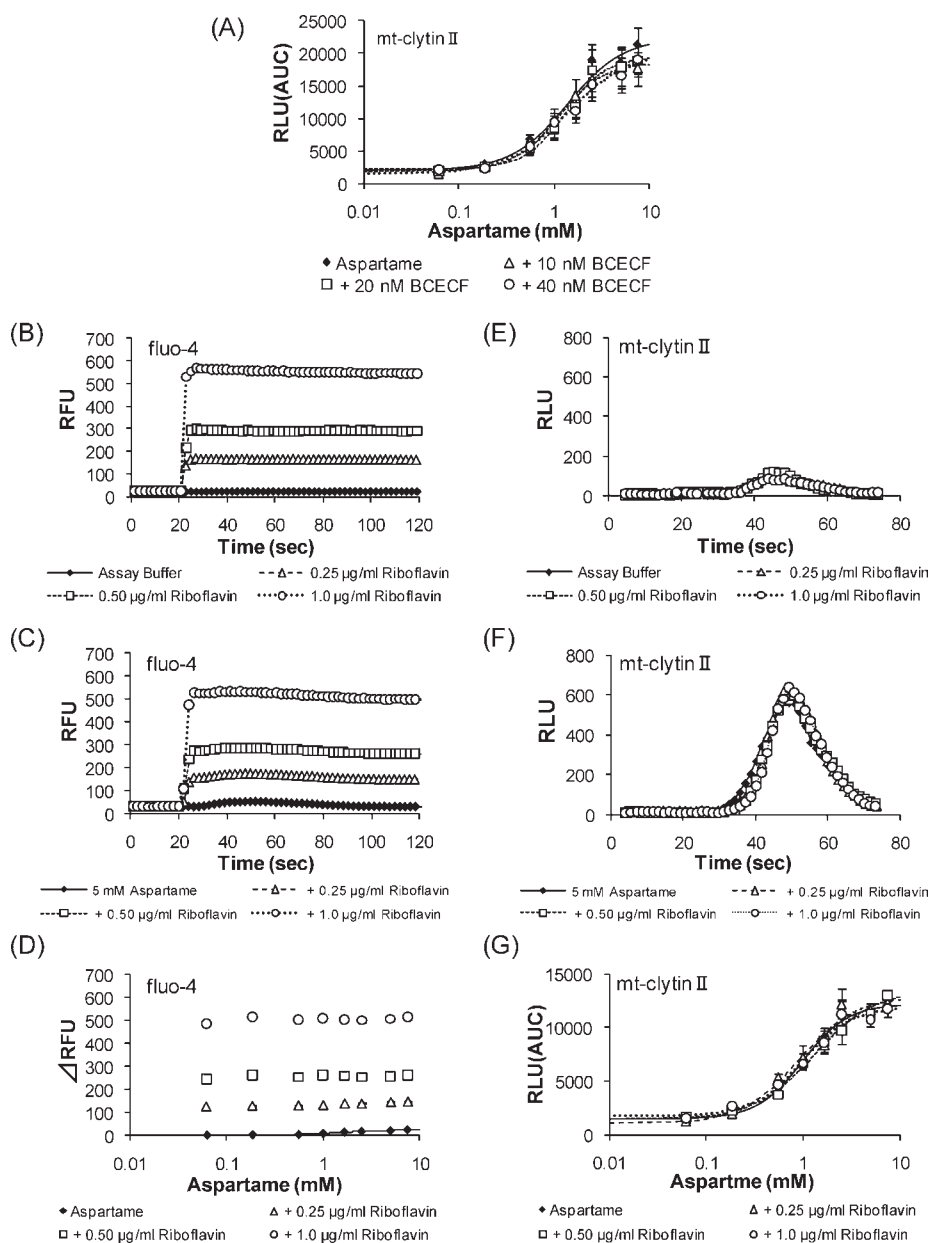 (A)
mt-clytin Ⅱ
RLU(AUC)
25000
20000
15000
10000
5000
0
0.01 0.1 1 10
Aspartame (mM)
Aspartame + 10 nM BCECF
+ 20 nM BCECF + 40 nM BCECF
(B)
fluo-4
RFU
700
600
500
400
300
200
100
0
0 20 40 60 80 100 120
Time (sec)
Assay Buffer 0.25 µg/ml Riboflavin
0.50 µg/ml Riboflavin 1.0 µg/ml Riboflavin
(E)
mt-clytin Ⅱ
RLU
800
600
400
200
0
0 20 40 60 80
Time (sec)
Assay Buffer 0.25 µg/ml Riboflavin
0.50 µg/ml Riboflavin 1.0 µg/ml Riboflavin
(C)
fluo-4
RFU
700
600
500
400
300
200
100
0
0 20 40 60 80 100 120
Time (sec)
5 mM Aspartame + 0.25 µg/ml Riboflavin
+ 0.50 µg/ml Riboflavin + 1.0 µg/ml Riboflavin
(F)
mt-clytin Ⅱ
RLU
800
600
400
200
0
0 20 40 60 80
Time (sec)
5 mM Aspartame + 0.25 µg/ml Riboflavin
+ 0.50 µg/ml Riboflavin + 1.0 µg/ml Riboflavin
(D)
fluo-4
⊿RFU
700
600
500
400
300
200
100
0
0.01 0.1 1 10
Aspartame (mM)
Aspartame + 0.25 µg/ml Riboflavin
+ 0.50 µg/ml Riboflavin + 1.0 µg/ml Riboflavin
(G)
mt-clytin Ⅱ
RLU(AUC)
15000
10000
5000
0
0.01 0.1 1 10
Aspartme (mM)
Aspartame + 0.25 µg/ml Riboflavin
+ 0.50 µg/ml Riboflavin + 1.0 µg/ml Riboflavin